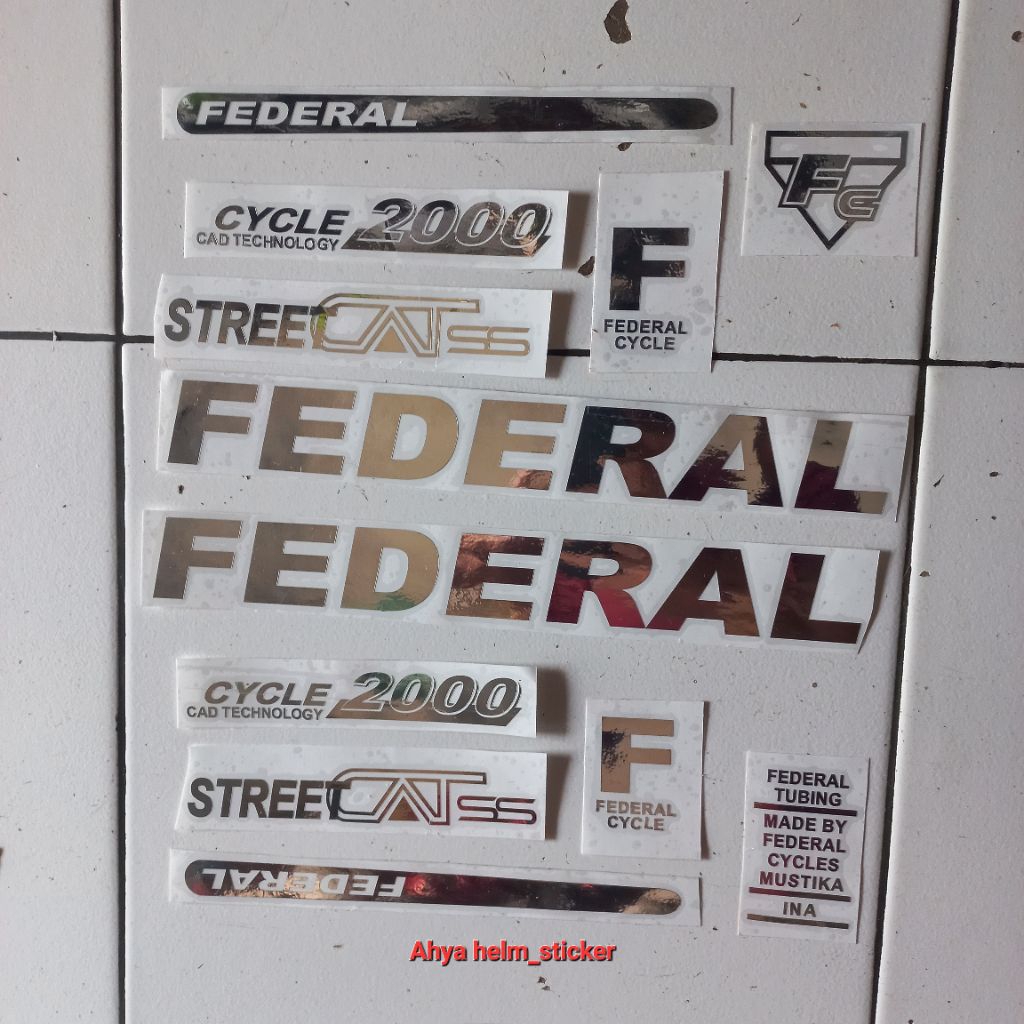 FEDERAL
FC
CYCLE 2000
CAD TECHNOLOGY
F
FEDERAL
CYCLE
STREET CAT SS
FEDERAL
FEDERAL
CYCLE 2000
CAD TECHNOLOGY
F
FEDERAL
CYCLE
STREET CAT SS
FEDERAL
TUBING
MADE BY
FEDERAL
CYCLES
MUSTIKA
INA
FEDERAL
Ahya helm_sticker